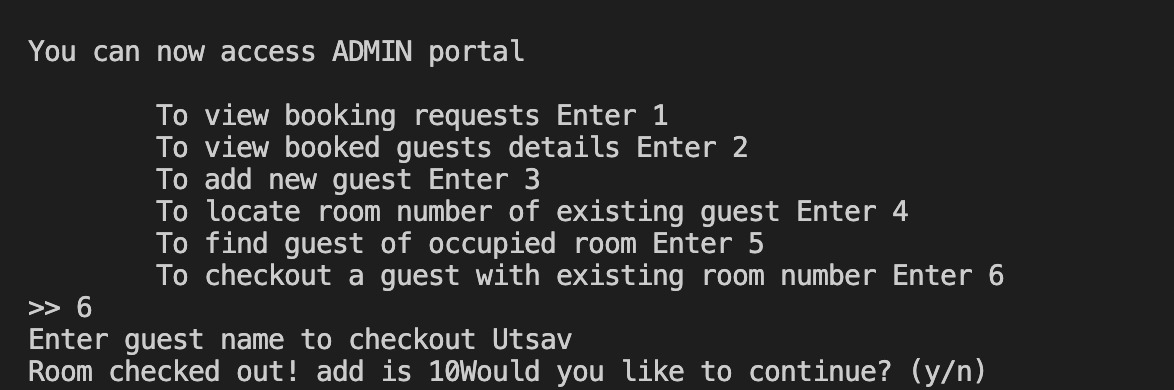 You can now access ADMIN portal
To view booking requests Enter 1
To view booked guests details Enter 2
To add new guest Enter 3
To locate room number of existing guest Enter 4
To find guest of occupied room Enter 5
To checkout a guest with existing room number Enter 6
>> 6
Enter guest name to checkout Utsav
Room checked out! add is 10Would you like to continue? (y/n)